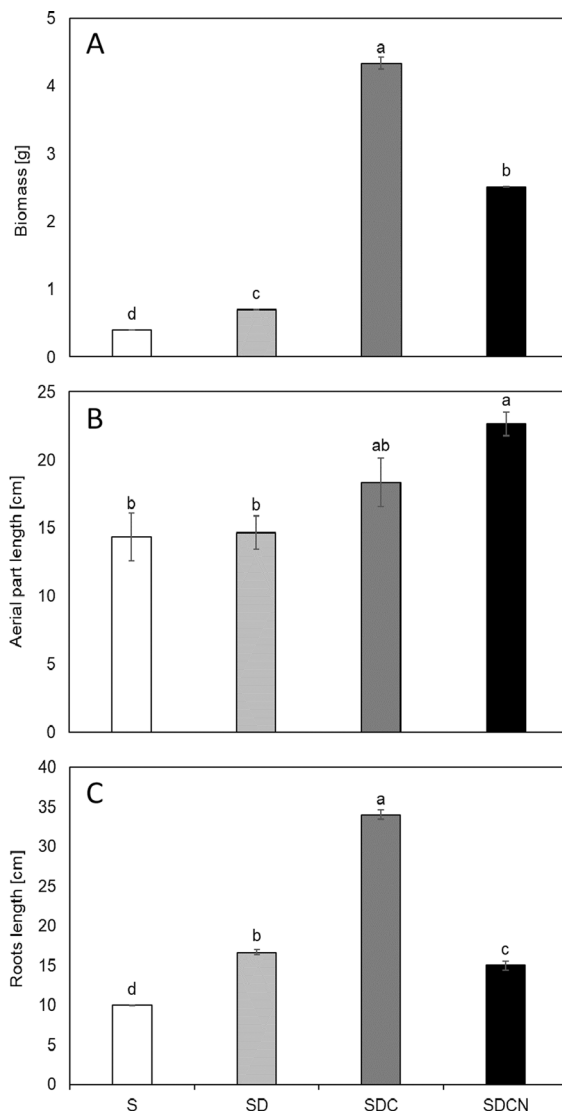 A
Biomass [g]
5
4
3
2
1
0
d
c
a
b
B
Aerial part length [cm]
25
20
15
10
5
0
b
b
ab
a
C
Roots length [cm]
40
35
30
25
20
15
10
5
0
d
b
a
c
S SD SDC SDCN